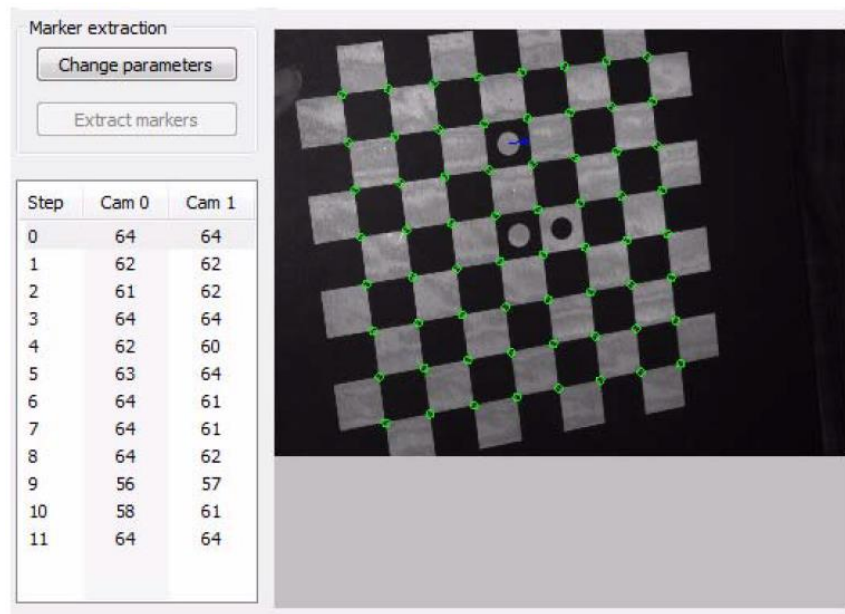 Marker extraction
Change parameters
Extract markers
Step Cam 0 Cam 1
0 64 64
1 62 62
2 61 62
3 64 64
4 62 60
5 63 64
6 64 61
7 64 61
8 64 62
9 56 57
10 58 61
11 64 64